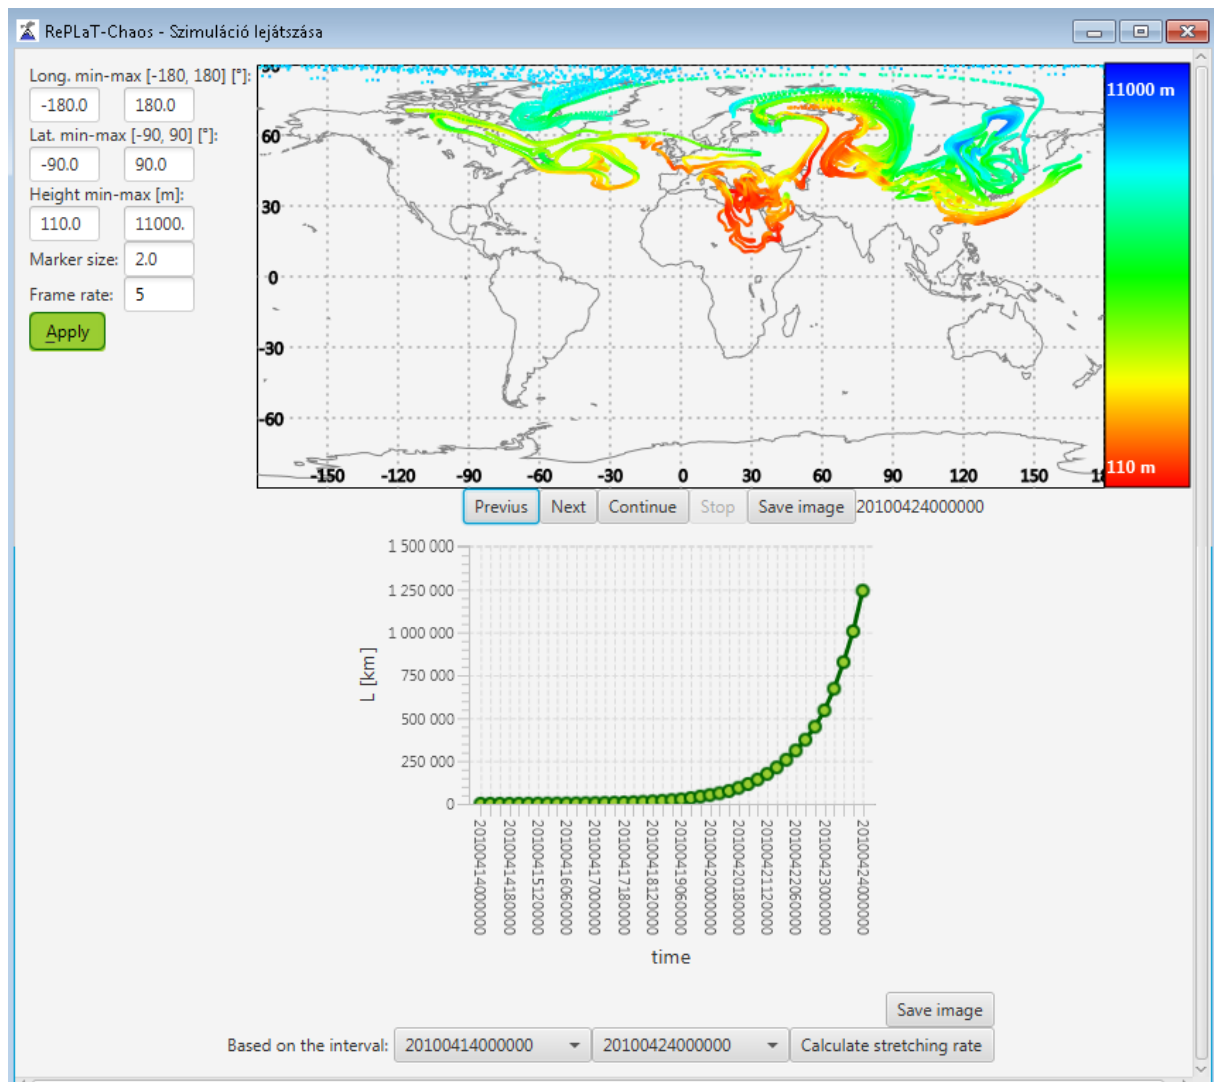 RePLaT-Chaos - Szimuláció lejátszása
Long. min-max [-180, 180] [°]:
-180.0 180.0
Lat. min-max [-90, 90] [°]:
-90.0 90.0
Height min-max [m]:
110.0 11000.
Marker size: 2.0
Frame rate: 5
Apply
90
60
30
0
-30
-60
-150 -120 -90 -60 -30 0 30 60 90 120 150 18
11000 m
110 m
Previus Next Continue Stop Save image 20100424000000
1 500 000
1 250 000
1 000 000
750 000
500 000
250 000
0
L [km]
20100414000000
20100414180000
20100415120000
20100416060000
20100417000000
20100417180000
20100418120000
20100419060000
20100420000000
20100420180000
20100421120000
20100422060000
20100423000000
20100424000000
time
Save image
Based on the interval: 20100414000000 20100424000000 Calculate stretching rate